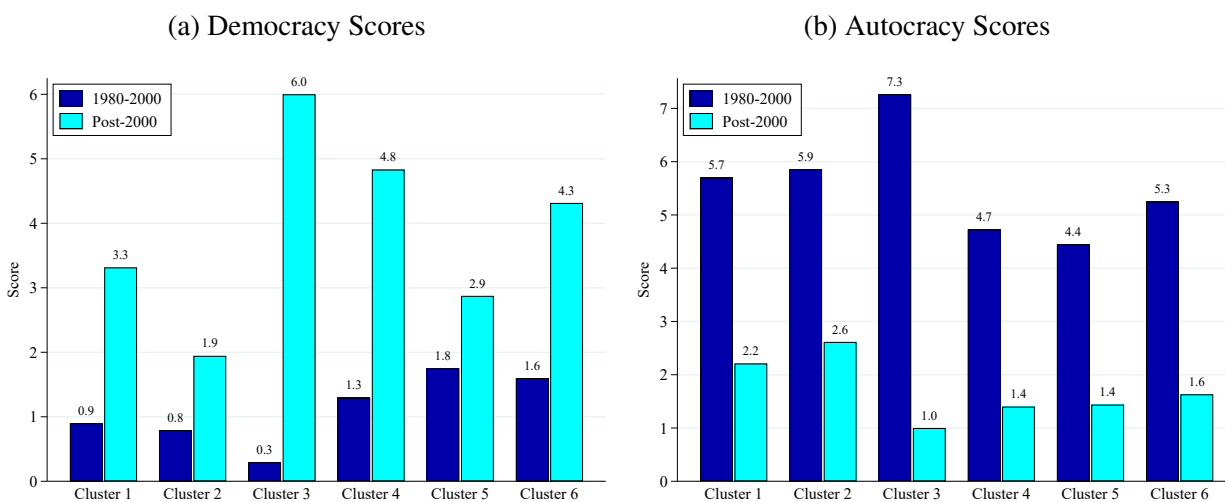 (a) Democracy Scores
6
5
4
3
2
1
0
Score
1980-2000
Post-2000
0.9
3.3
0.8
1.9
0.3
6.0
1.3
4.8
1.8
2.9
1.6
4.3
Cluster 1
Cluster 2
Cluster 3
Cluster 4
Cluster 5
Cluster 6
(b) Autocracy Scores
7
6
5
4
3
2
1
0
Score
1980-2000
Post-2000
5.7
2.2
5.9
2.6
7.3
1.0
4.7
1.4
4.4
1.4
5.3
1.6
Cluster 1
Cluster 2
Cluster 3
Cluster 4
Cluster 5
Cluster 6